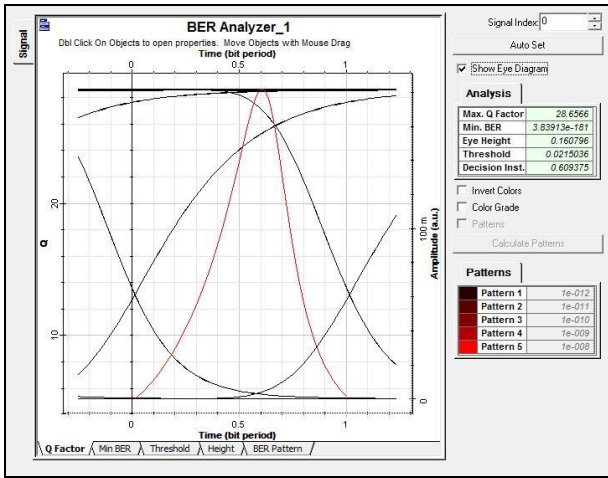 Signal
BER Analyzer_1
Dbl Click On Objects to open properties. Move Objects with Mouse Drag
Time (bit period)
0 0.5 1
Q
20
10
Amplitude (a.u.)
100 m
0
0 0.5 1
Time (bit period)
Q Factor Min BER Threshold Height BER Pattern
Signal Index: 0
Auto Set
Show Eye Diagram
Analysis
Max. Q Factor 28.6566
Min. BER 3.83913e-181
Eye Height 0.160796
Threshold 0.0215036
Decision Inst. 0.609375
Invert Colors
Color Grade
Patterns
Calculate Patterns
Patterns
Pattern 1 1e-012
Pattern 2 1e-011
Pattern 3 1e-010
Pattern 4 1e-009
Pattern 5 1e-008